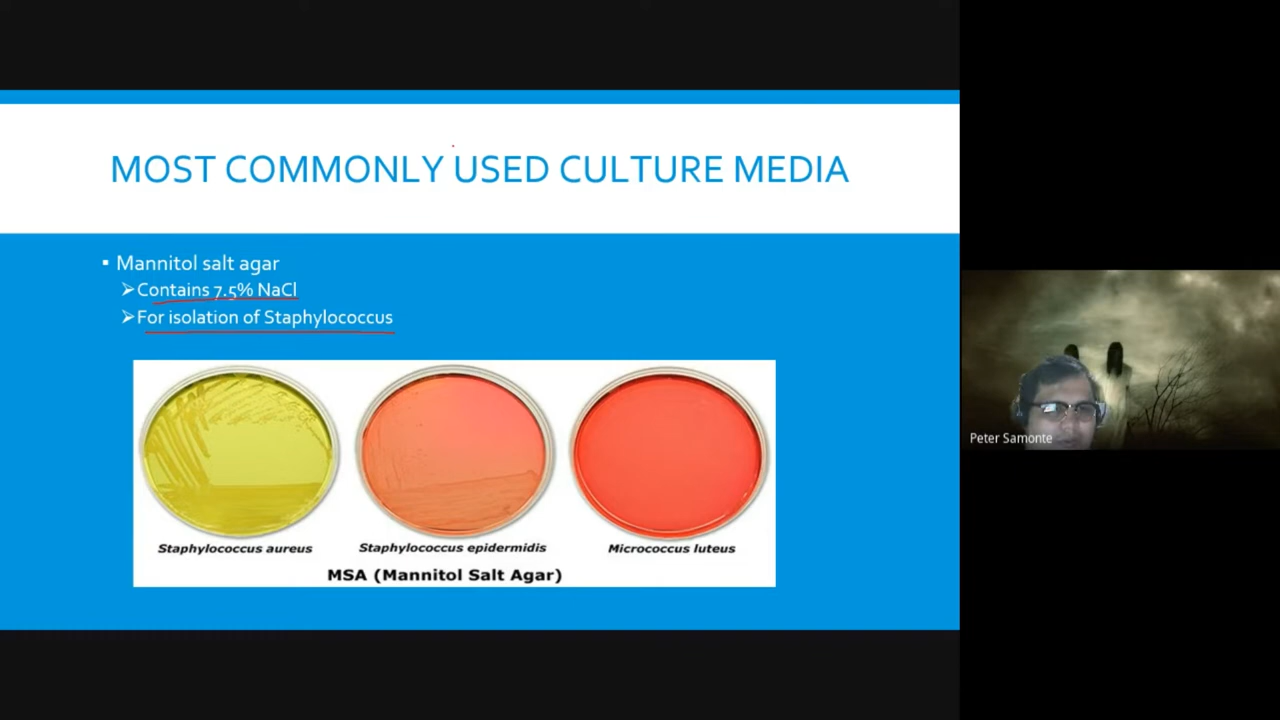 MOST COMMONLY USED CULTURE MEDIA
▪ Mannitol salt agar
➢Contains 7.5% NaCl
➢For isolation of Staphylococcus
Staphylococcus aureus
Staphylococcus epidermidis
Micrococcus luteus
MSA (Mannitol Salt Agar)
Peter Samonte